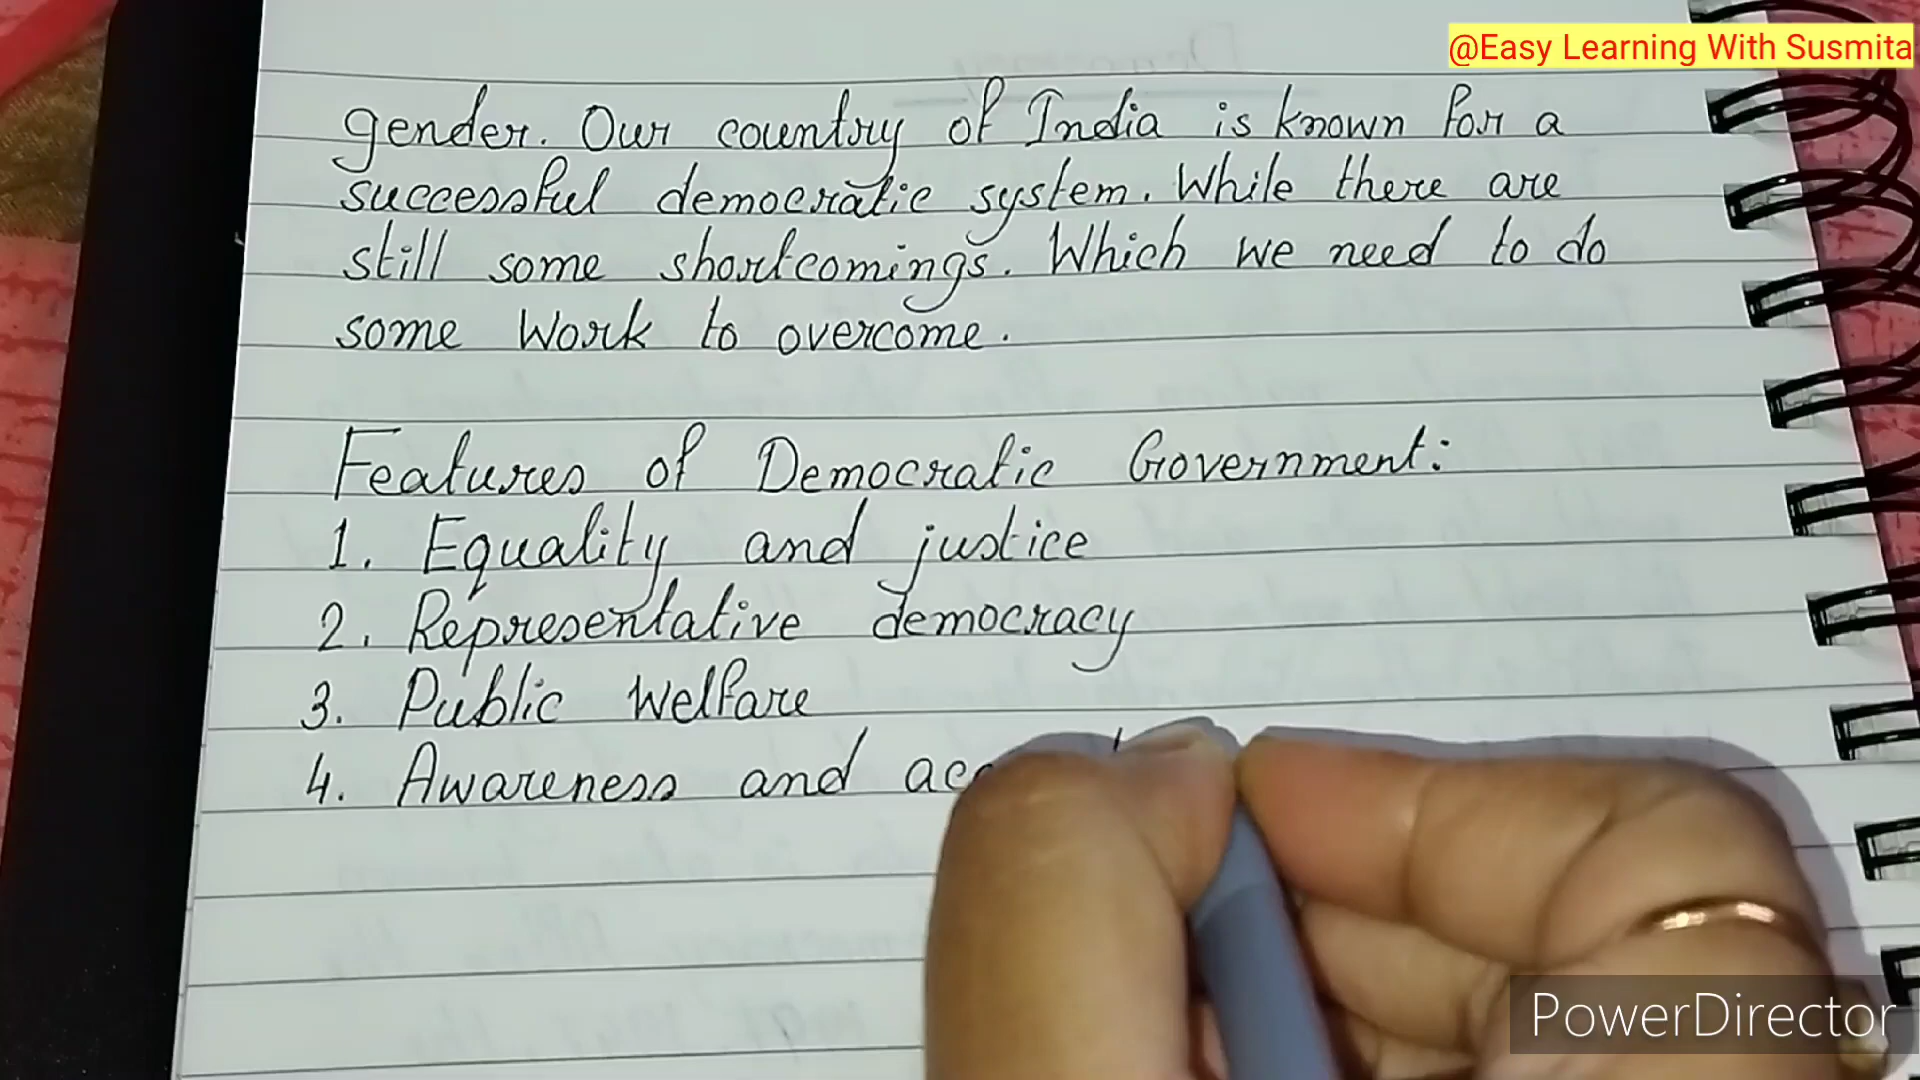 @Easy Learning With Susmita
gender. Our country of India is known for a
successful democratic system. While there are
still some shortcomings. Which we need to do
some work to overcome.
Features of Democratic Government:
1. Equality and justice
2. Representative democracy
3. Public Welfare
4. Awareness and
PowerDirector